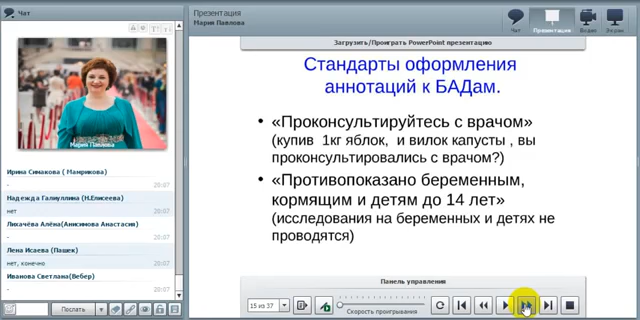 Чат
Мария Павлова
Ирина Симакова ( Мамрикова)
-
20:07
Надежда Галиуллина (Н.Елисеева)
нет
20:07
Лихачёва Алёна(Анисимова Анастасия)
-
20:07
Лена Исаева (Пашек)
нет, конечно
20:07
Иванова Светлана(Вебер)
-
20:07
Послать
Презентация
Мария Павлова
Чат
Презентация
Видео
Экраны
Загрузить/Проиграть PowerPoint презентацию
Стандарты оформления
аннотаций к БАДам.
• «Проконсультируйтесь с врачом»
(купив 1кг яблок, и вилок капусты , вы
проконсультировались с врачом?)
• «Противопоказано беременным,
кормящим и детям до 14 лет»
(исследования на беременных и детях не
проводятся)
Панель управления
15 из 37
Скорость проигрывания